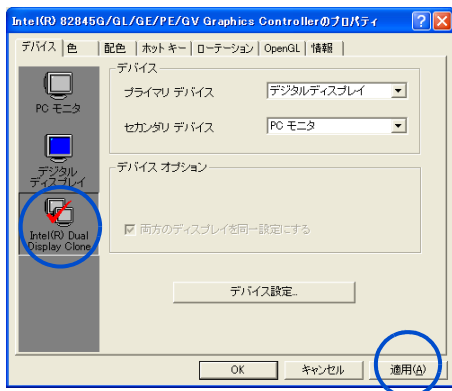 Intel(R) 82845G/GL/GE/PE/GV Graphics Controllerのプロパティ
デバイス 色 配色 ホット キー ローテーション OpenGL 情報
PC モニタ
デジタル
ディスプレイ
Intel(R) Dual
Display Clone
デバイス
プライマリ デバイス デジタルディスプレイ
セカンダリ デバイス PC モニタ
デバイス オプション
両方のディスプレイを同一設定にする
デバイス設定...
OK キャンセル 適用(A)